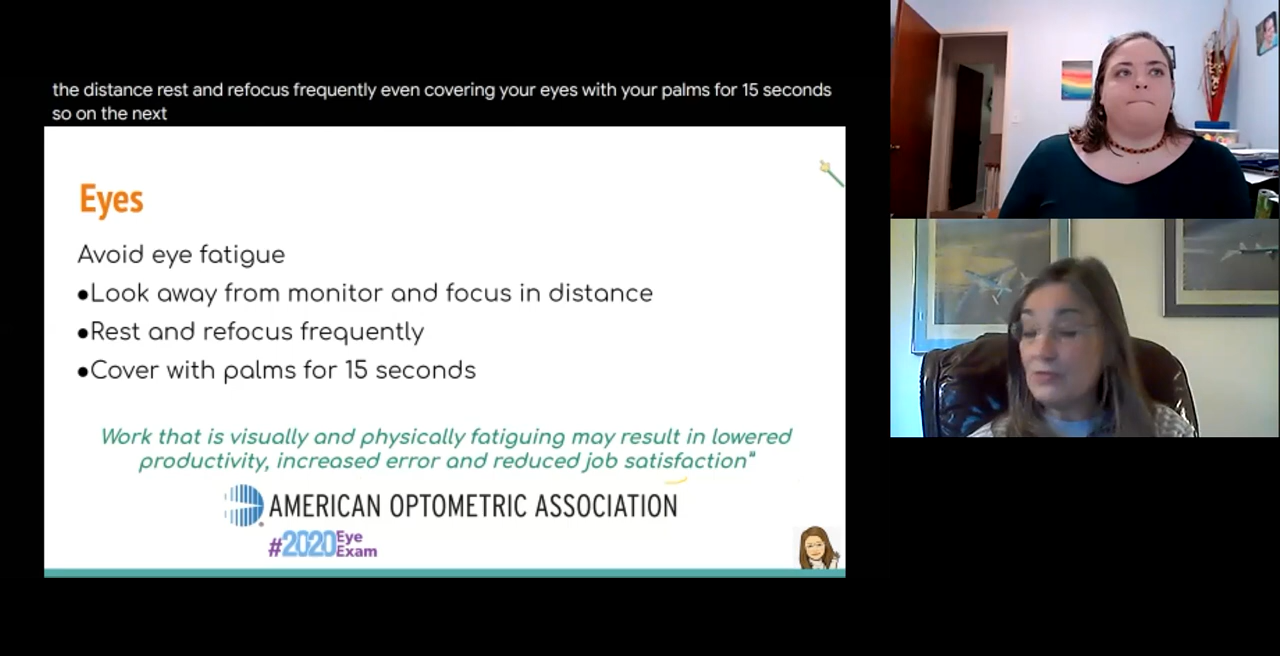 the distance rest and refocus frequently even covering your eyes with your palms for 15 seconds
so on the next
Eyes
Avoid eye fatigue
●Look away from monitor and focus in distance
●Rest and refocus frequently
●Cover with palms for 15 seconds
Work that is visually and physically fatiguing may result in lowered
productivity, increased error and reduced job satisfaction"
AMERICAN OPTOMETRIC ASSOCIATION
#2020 Eye
Exam